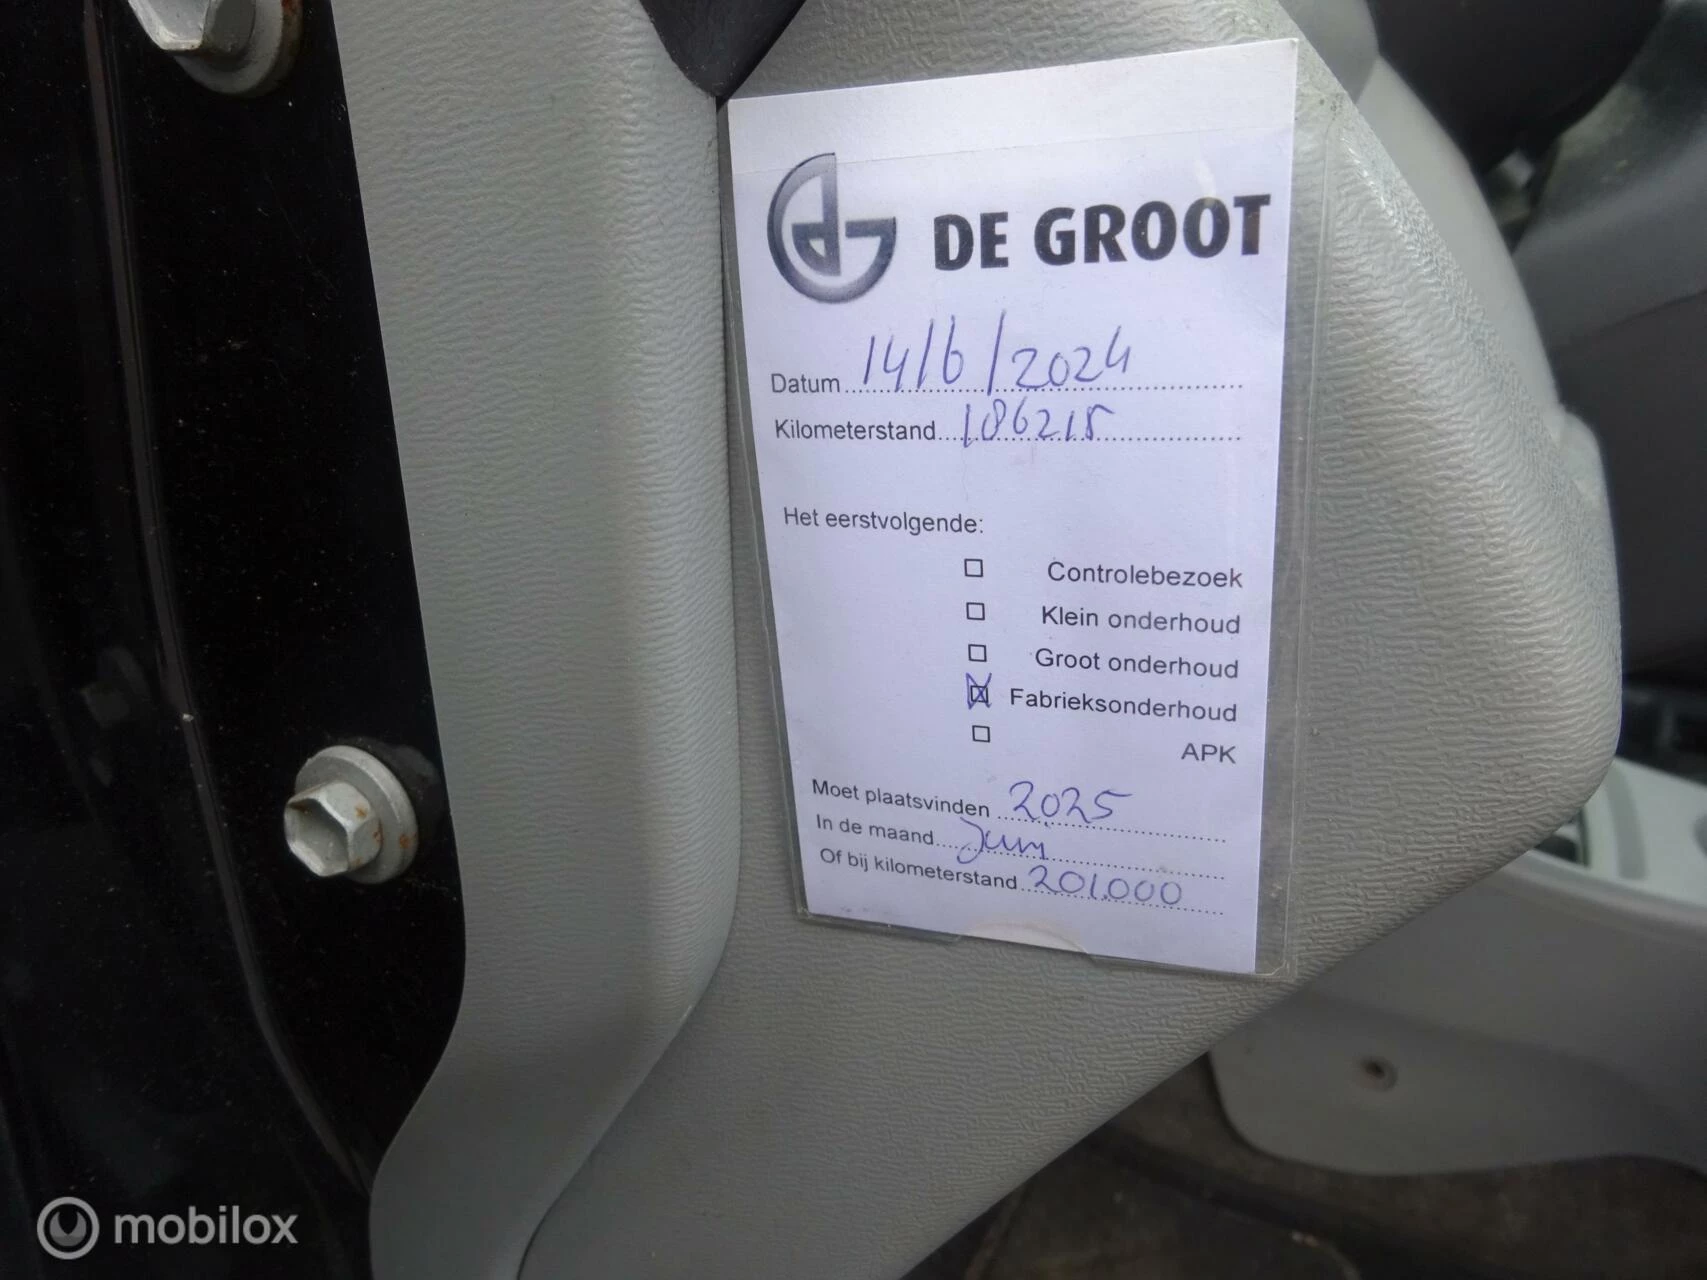 DE GROOT
Datum 14/6/2024
Kilometerstand 186215
Het eerstvolgende:
Controlebezoek
Klein onderhoud
Groot onderhoud
Fabrieksonderhoud
APK
Moet plaatsvinden 2025
In de maand Juni
Of bij kilometerstand 201.000
mobilox